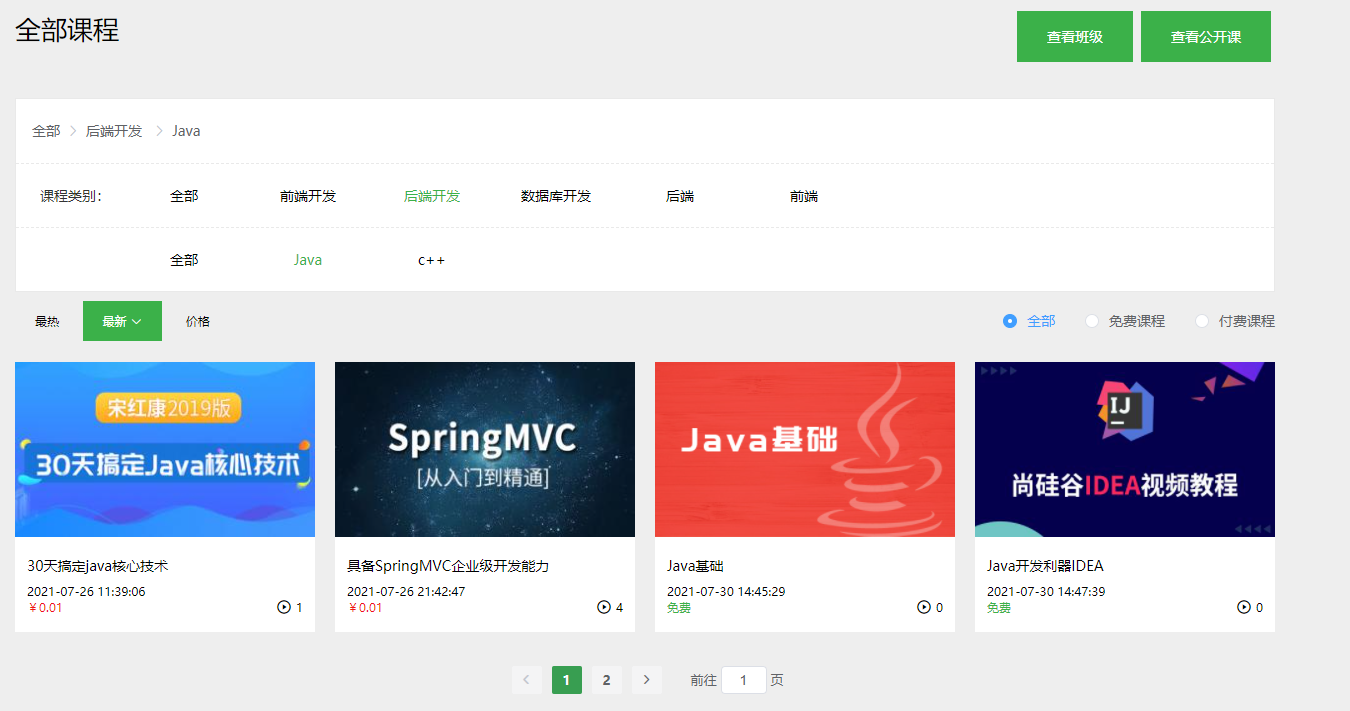 全部课程
查看班级 查看公开课
全部 后端开发 Java
课程类别: 全部 前端开发 后端开发 数据库开发 后端 前端
全部 Java c++
最热 最新 价格 全部 免费课程 付费课程
宋红康2019版
30天搞定Java核心技术
SpringMVC
[从入门到精通]
Java基础
IJ
尚硅谷IDEA视频教程
30天搞定java核心技术
2021-07-26 11:39:06
￥0.01 1
具备SpringMVC企业级开发能力
2021-07-26 21:42:47
￥0.01 4
Java基础
2021-07-30 14:45:29
免费 0
Java开发利器IDEA
2021-07-30 14:47:39
免费 0
1 2 前往 1 页